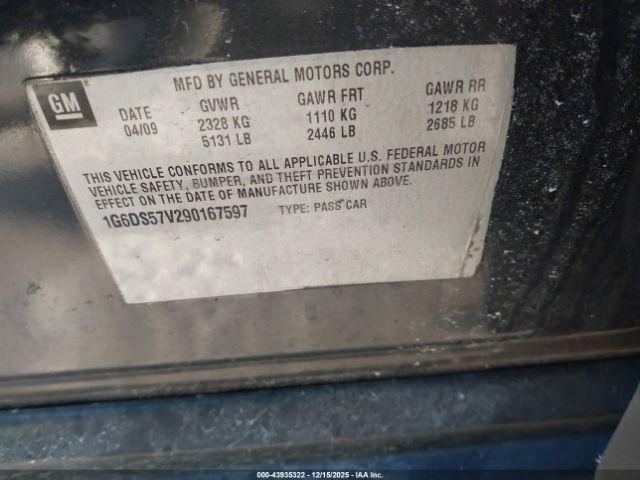 MFD BY GENERAL MOTORS CORP.
GM
DATE GVWR GAWR FRT GAWR RR
04/09 2328 KG 1110 KG 1218 KG
5131 LB 2446 LB 2685 LB
THIS VEHICLE CONFORMS TO ALL APPLICABLE U.S. FEDERAL MOTOR
VEHICLE SAFETY, BUMPER, AND THEFT PREVENTION STANDARDS IN
EFFECT ON THE DATE OF MANUFACTURE SHOWN ABOVE.
1G6DS57V290167597 TYPE: PASS CAR
000-43935322 - 12/15/2025 - IAA Inc.